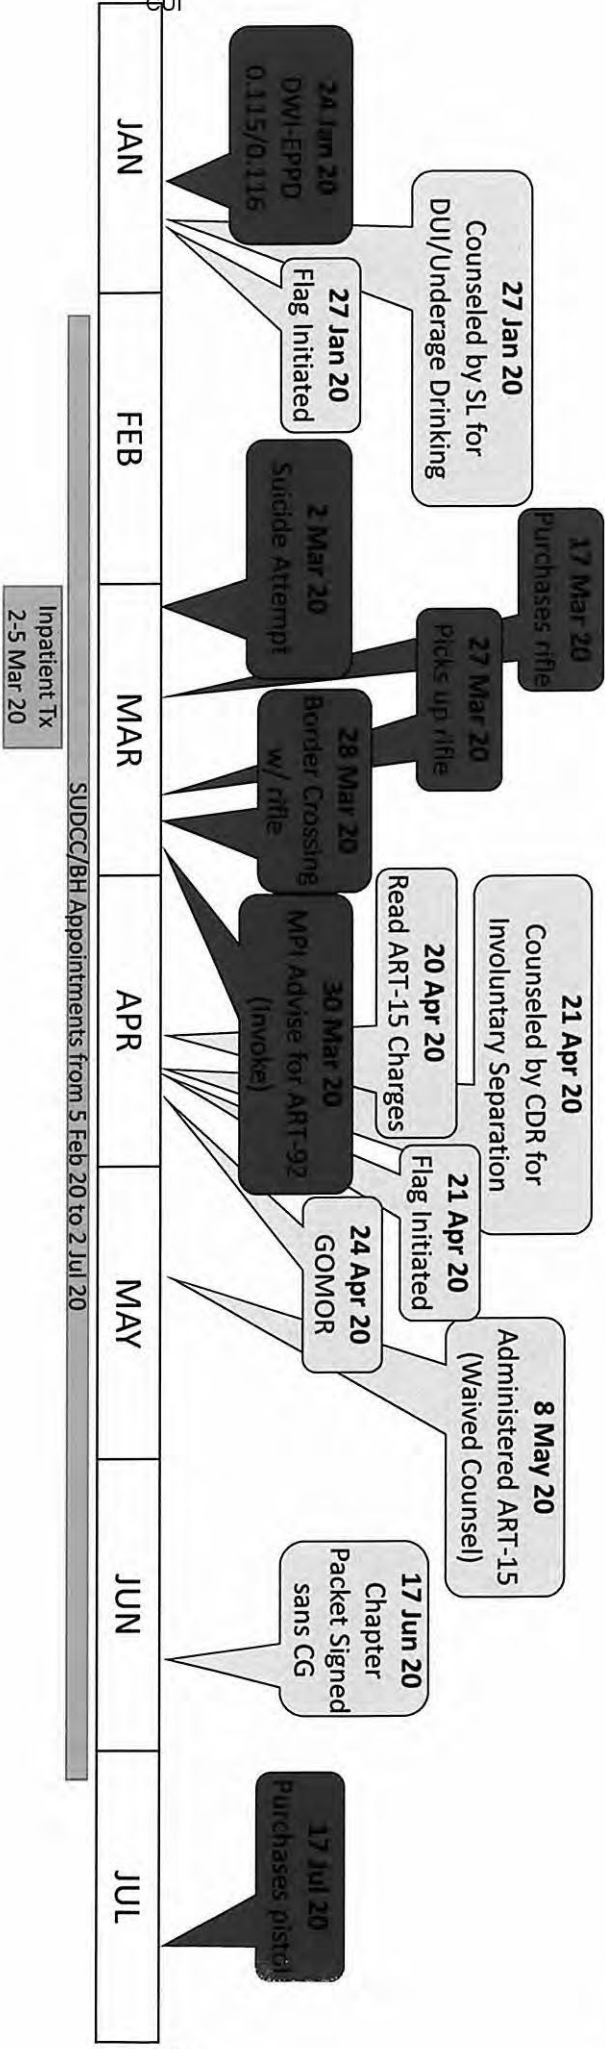 CUI
24 Jan 20
DWI-EPPD
0.115/0.116
27 Jan 20
Counseled by SL for
DUI/Underage Drinking
27 Jan 20
Flag Initiated
2 Mar 20
Suicide Attempt
17 Mar 20
Purchases rifle
27 Mar 20
Picks up rifle
28 Mar 20
Border Crossing
w/ rifle
30 Mar 20
MPI Advise for ART-92
(Invoke)
20 Apr 20
Read ART-15 Charges
21 Apr 20
Counseled by CDR for
Involuntary Separation
21 Apr 20
Flag Initiated
24 Apr 20
GOMOR
8 May 20
Administered ART-15
(Waived Counsel)
17 Jun 20
Chapter
Packet Signed
sans CG
17 Jul 20
Purchases pistol
JAN
FEB
MAR
APR
MAY
JUN
JUL
SUDCC/BH Appointments from 5 Feb 20 to 2 Jul 20
Inpatient Tx
2-5 Mar 20